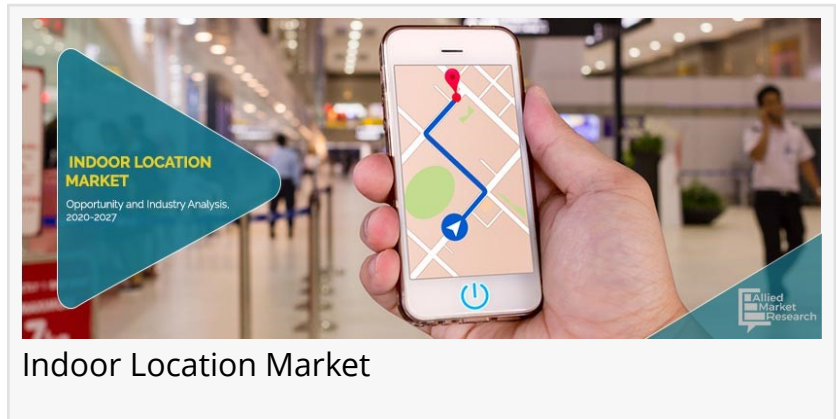 INDOOR LOCATION
MARKET
Opportunity and Industry Analysis,
2020-2027
Allied
Market
Research
Indoor Location Market